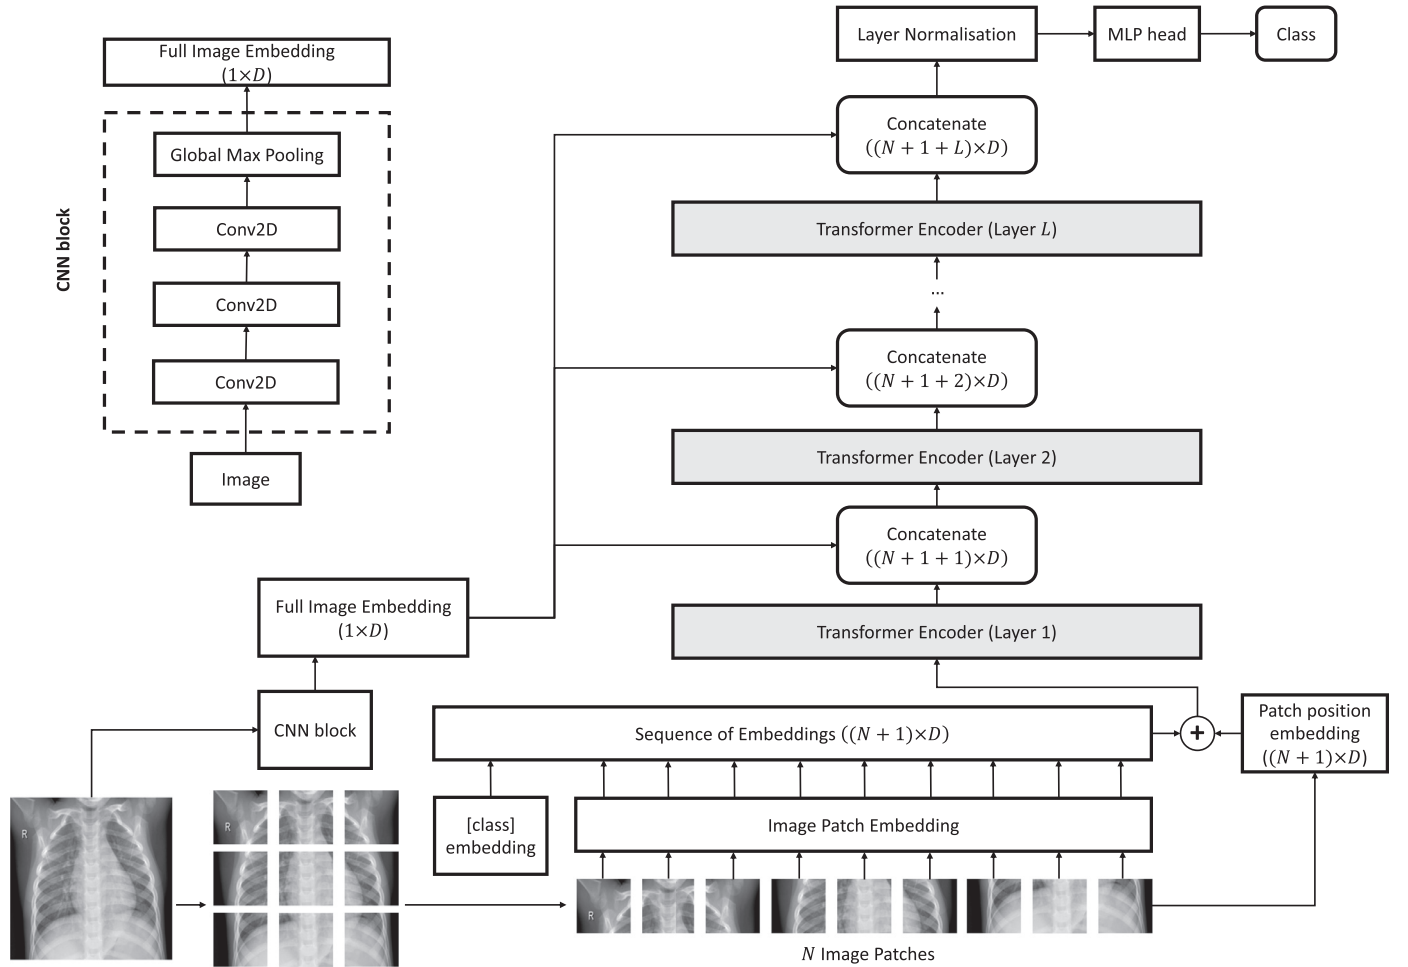 Full Image Embedding
(1×D)
Global Max Pooling
Conv2D
Conv2D
Conv2D
CNN block
Image
Layer Normalisation
MLP head
Class
Concatenate
((N + 1 + L)×D)
Transformer Encoder (Layer L)
...
Concatenate
((N + 1 + 2)×D)
Transformer Encoder (Layer 2)
Concatenate
((N + 1 + 1)×D)
Transformer Encoder (Layer 1)
Full Image Embedding
(1×D)
CNN block
Sequence of Embeddings ((N + 1)×D)
+
Patch position
embedding
((N + 1)×D)
[class]
embedding
Image Patch Embedding
R
R
R
N Image Patches